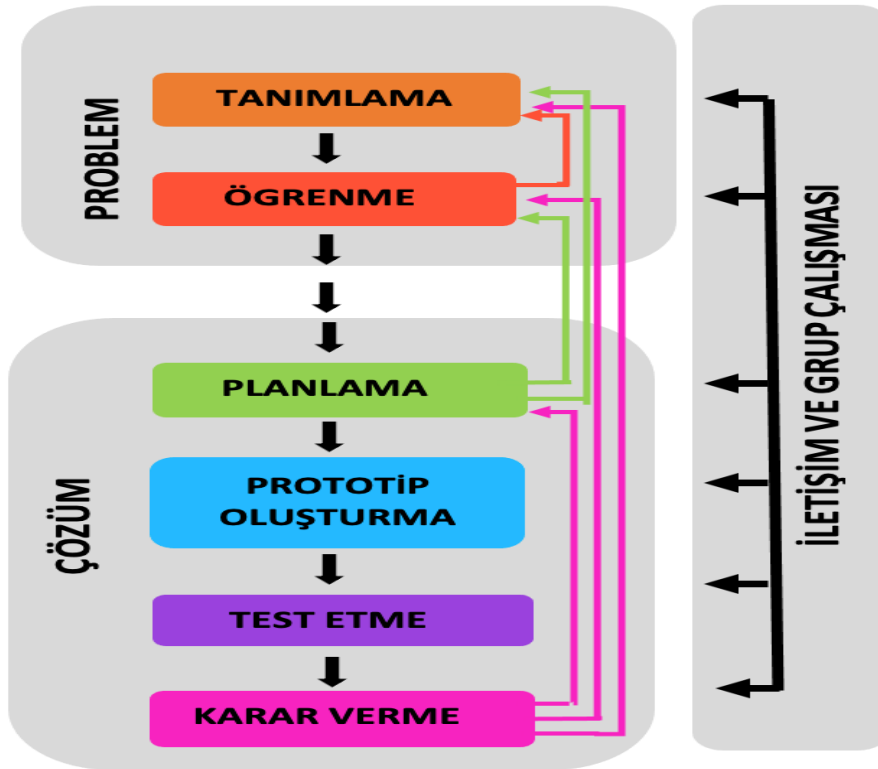 PROBLEM
TANIMLAMA
ÖGRENME
ÇÖZÜM
PLANLAMA
PROTOTİP
OLUŞTURMA
TEST ETME
KARAR VERME
İLETİŞİM VE GRUP ÇALIŞMASI